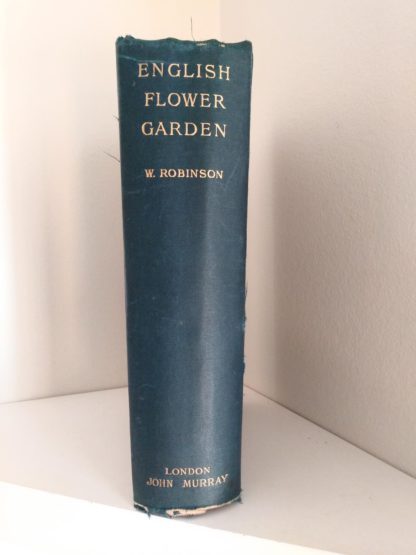 ENGLISH
FLOWER
GARDEN
W. ROBINSON
LONDON
JOHN MURRAY